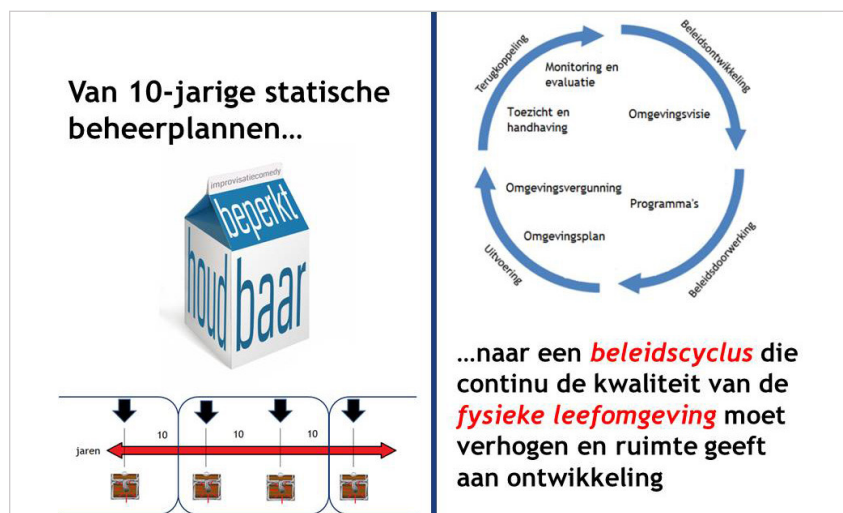 Van 10-jarige statische
beheerplannen...
improvisatiecomedy
beperkt
houd
baar
10
10
10
jaren
Terugkoppeling
Beleidsontwikkeling
Monitoring en
evaluatie
Toezicht en
handhaving
Omgevingsvisie
Omgevingsvergunning
Programma's
Omgevingsplan
Uitvoering
Beleidsdoorwerking
...naar een beleidscyclus die
continu de kwaliteit van de
fysieke leefomgeving moet
verhogen en ruimte geeft
aan ontwikkeling